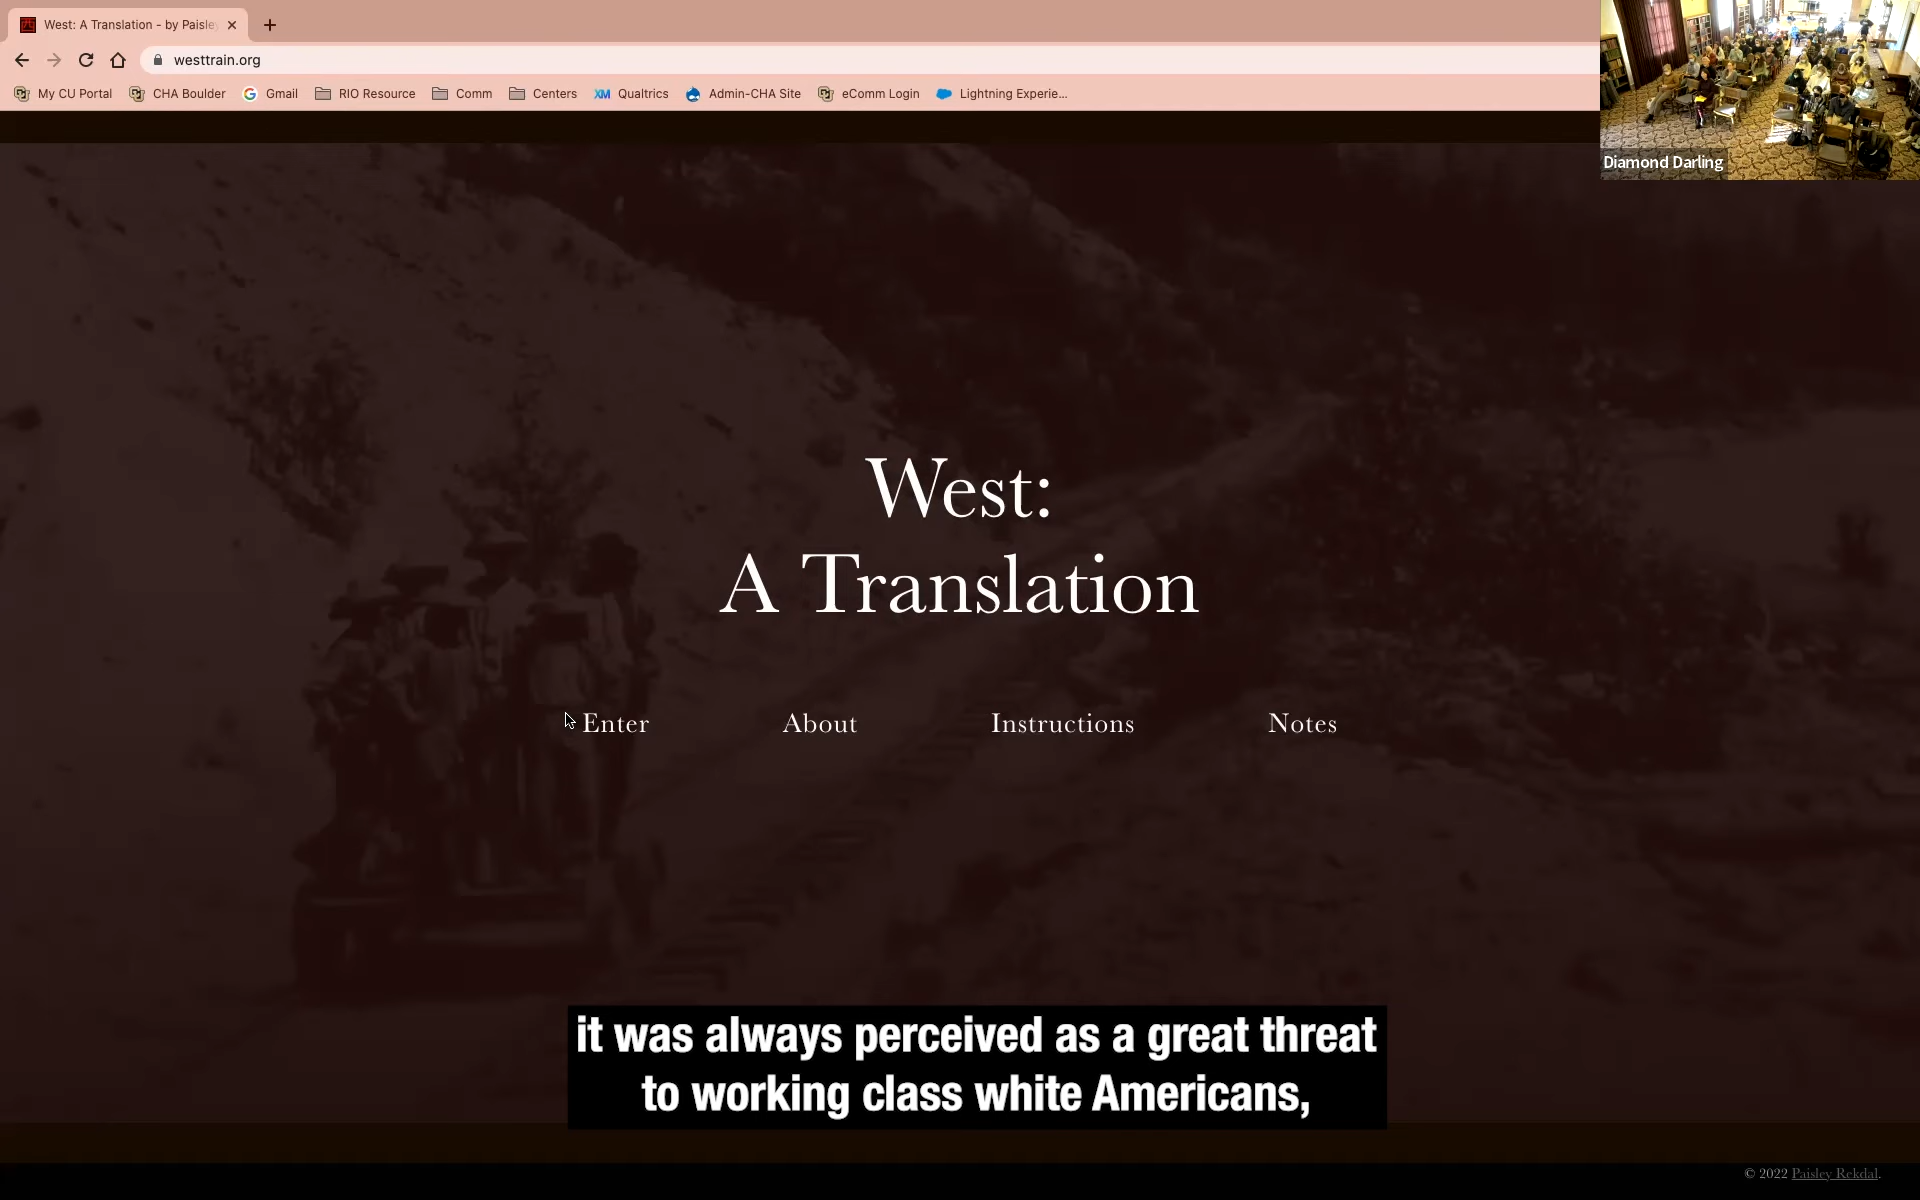 West: A Translation - by Paisle
westtrain.org
My CU Portal
CHA Boulder
Gmail
RIO Resource
Comm
Centers
XM Qualtrics
Admin-CHA Site
eComm Login
Lightning Experie...
Diamond Darling
West:
A Translation
Enter
About
Instructions
Notes
it was always perceived as a great threat
to working class white Americans,
© 2022 Paisley Rekdal.